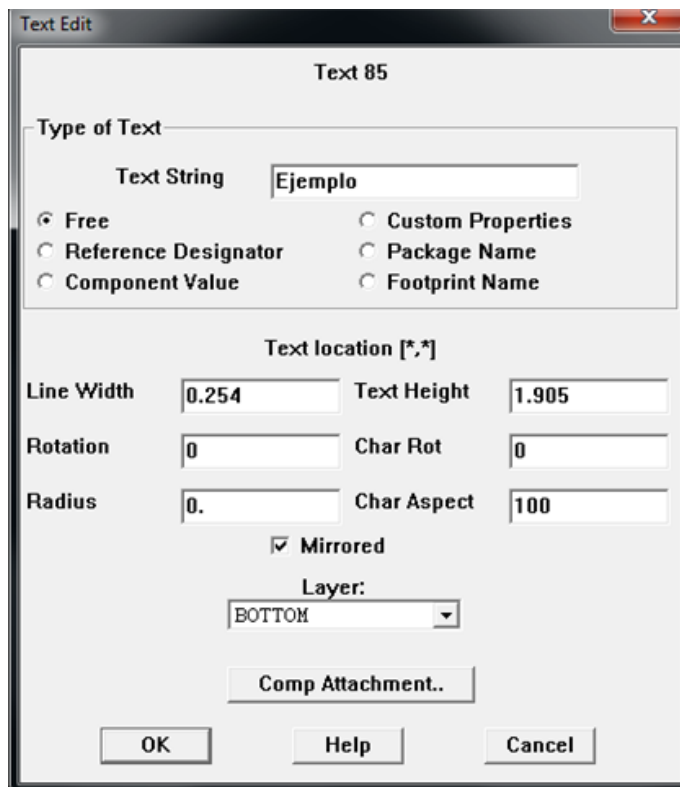 Text Edit
Text 85
Type of Text
Text String Ejemplo
Free Custom Properties
Reference Designator Package Name
Component Value Footprint Name
Text location [*,*]
Line Width 0.254 Text Height 1.905
Rotation 0 Char Rot 0
Radius 0. Char Aspect 100
Mirrored
Layer:
BOTTOM
Comp Attachment..
OK Help Cancel